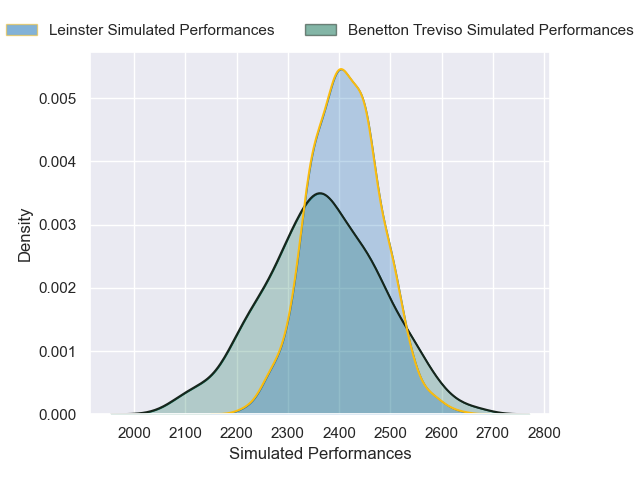 Leinster Simulated Performances
Benetton Treviso Simulated Performances
Density
0.005
0.004
0.003
0.002
0.001
0.000
2000 2100 2200 2300 2400 2500 2600 2700 2800
Simulated Performances